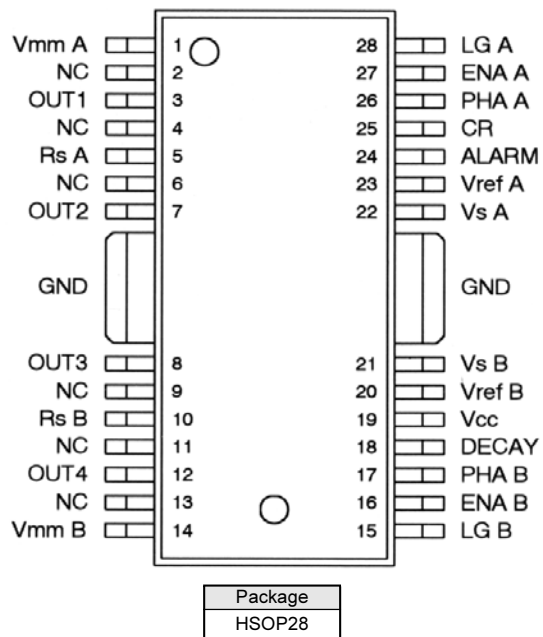 Vmm A 1 28 LG A
NC 2 27 ENA A
OUT1 3 26 PHA A
NC 4 25 CR
Rs A 5 24 ALARM
NC 6 23 Vref A
OUT2 7 22 Vs A
GND GND
OUT3 8 21 Vs B
NC 9 20 Vref B
Rs B 10 19 Vcc
NC 11 18 DECAY
OUT4 12 17 PHA B
NC 13 16 ENA B
Vmm B 14 15 LG B
Package
HSOP28